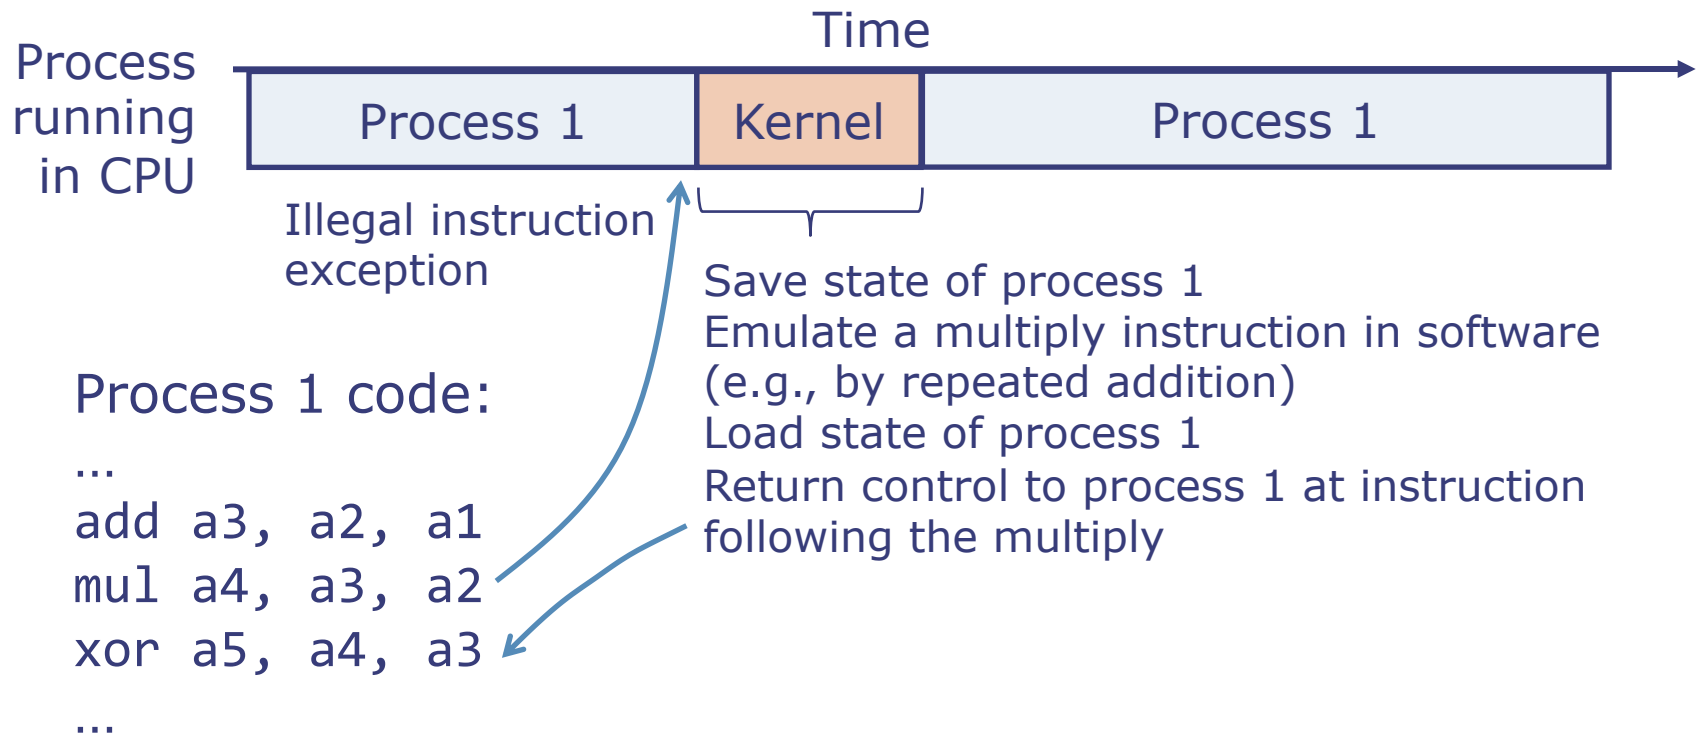 Time
Process
running
in CPU
Process 1
Kernel
Process 1
Illegal instruction
exception
Save state of process 1
Emulate a multiply instruction in software
(e.g., by repeated addition)
Load state of process 1
Return control to process 1 at instruction
following the multiply
Process 1 code:
…
add a3, a2, a1
mul a4, a3, a2
xor a5, a4, a3
…